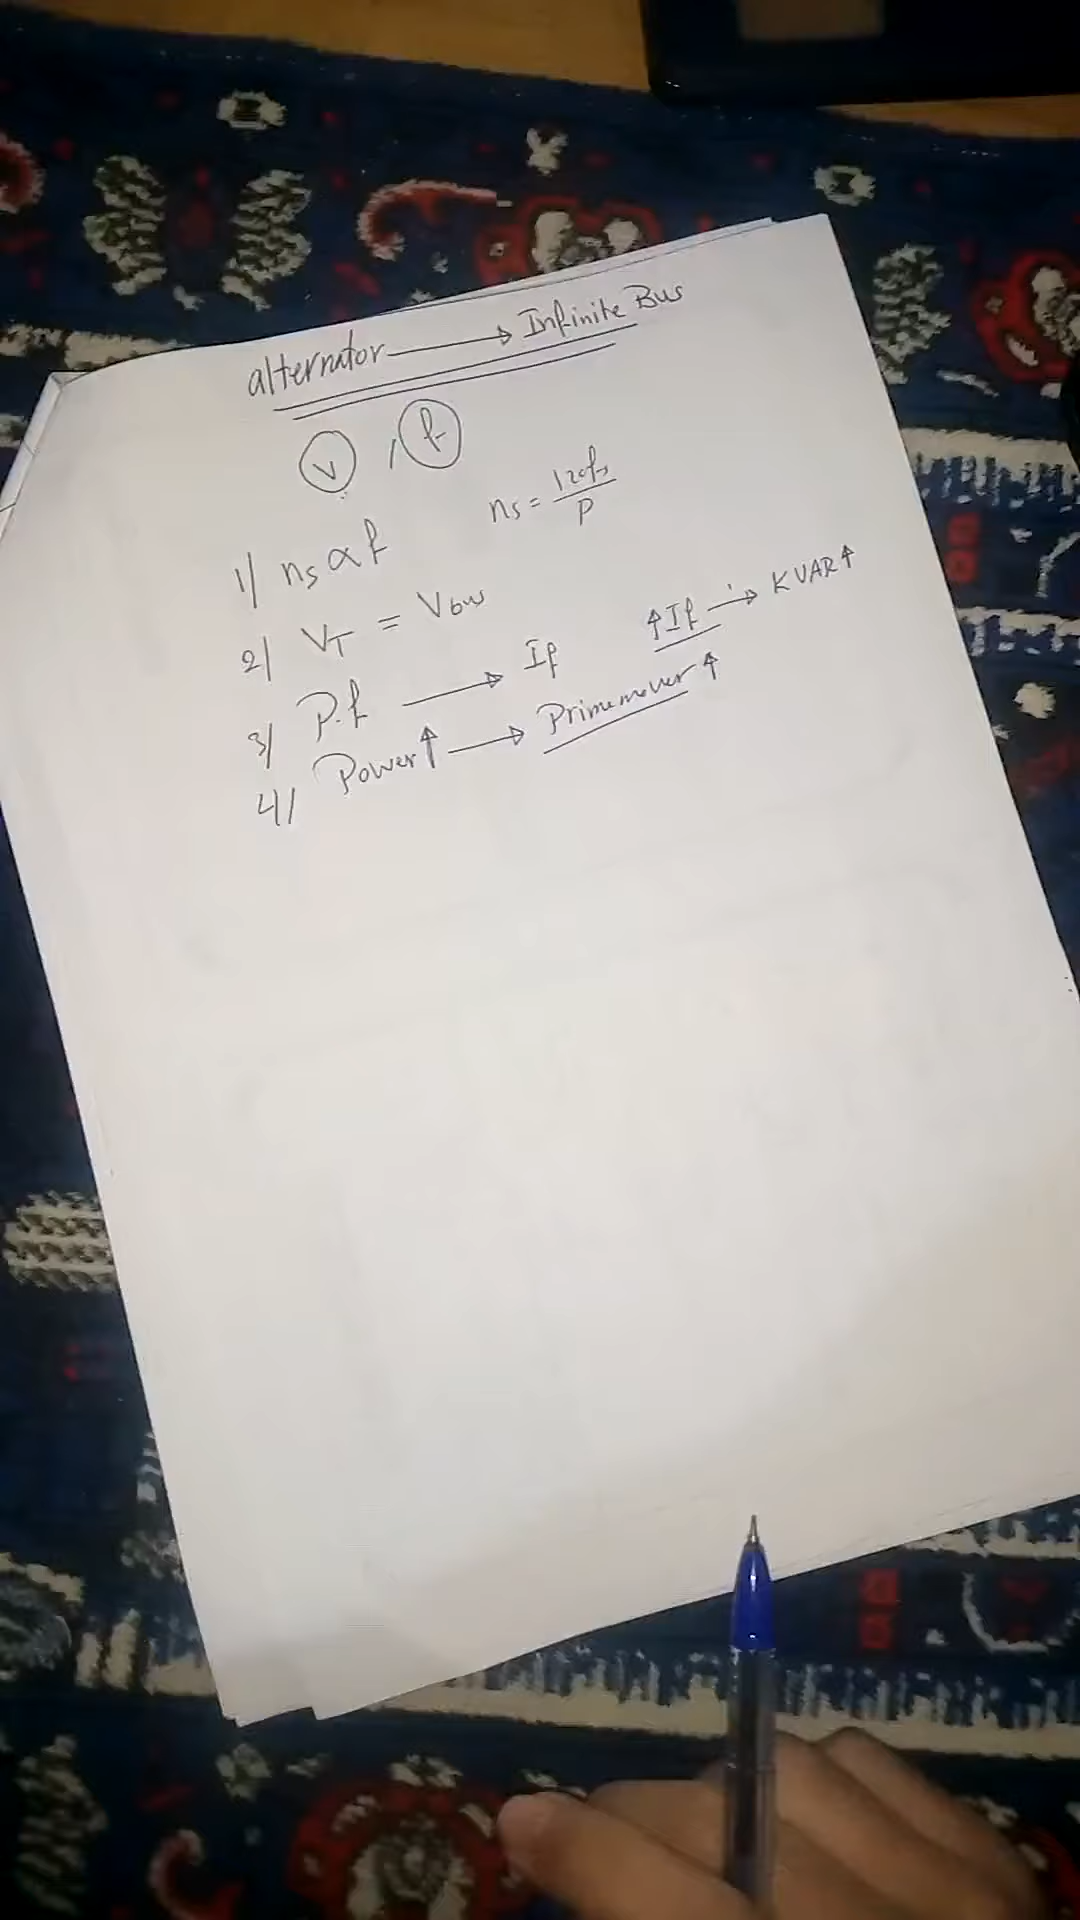 alternator → Infinite Bus
V , f
ns = 120fs / P
1/ ns ∝ f
2/ VT = Vbus
3/ P.f → If ↑If → KVAR↑
4/ Power↑ → Primemover↑